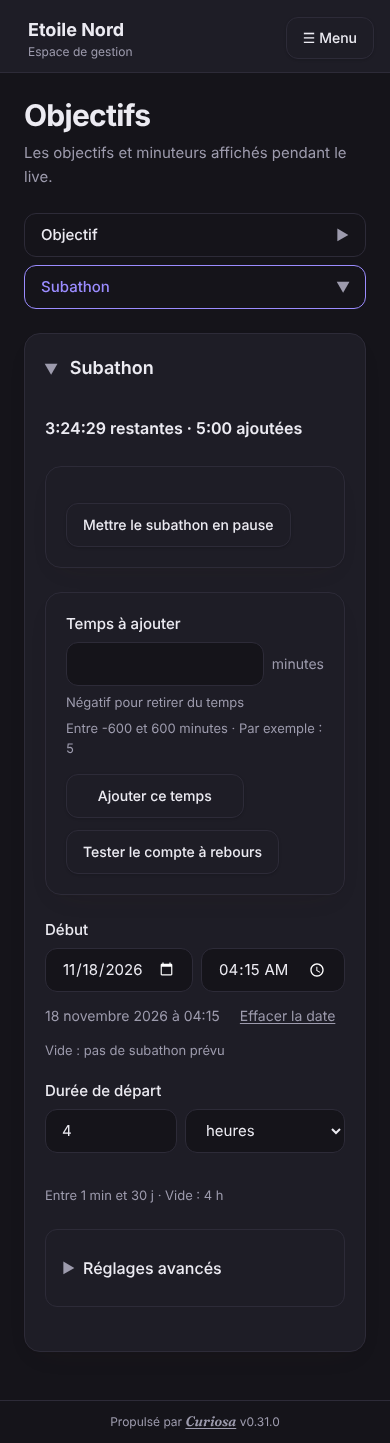 Etoile Nord
Espace de gestion
☰ Menu
Objectifs
Les objectifs et minuteurs affichés pendant le
live.
Objectif
Subathon
Subathon
3:24:29 restantes · 5:00 ajoutées
Mettre le subathon en pause
Temps à ajouter
minutes
Négatif pour retirer du temps
Entre -600 et 600 minutes · Par exemple :
5
Ajouter ce temps
Tester le compte à rebours
Début
11/18/2026 04:15 AM
18 novembre 2026 à 04:15 Effacer la date
Vide : pas de subathon prévu
Durée de départ
4 heures
Entre 1 min et 30 j · Vide : 4 h
Réglages avancés
Propulsé par Curiosa v0.31.0